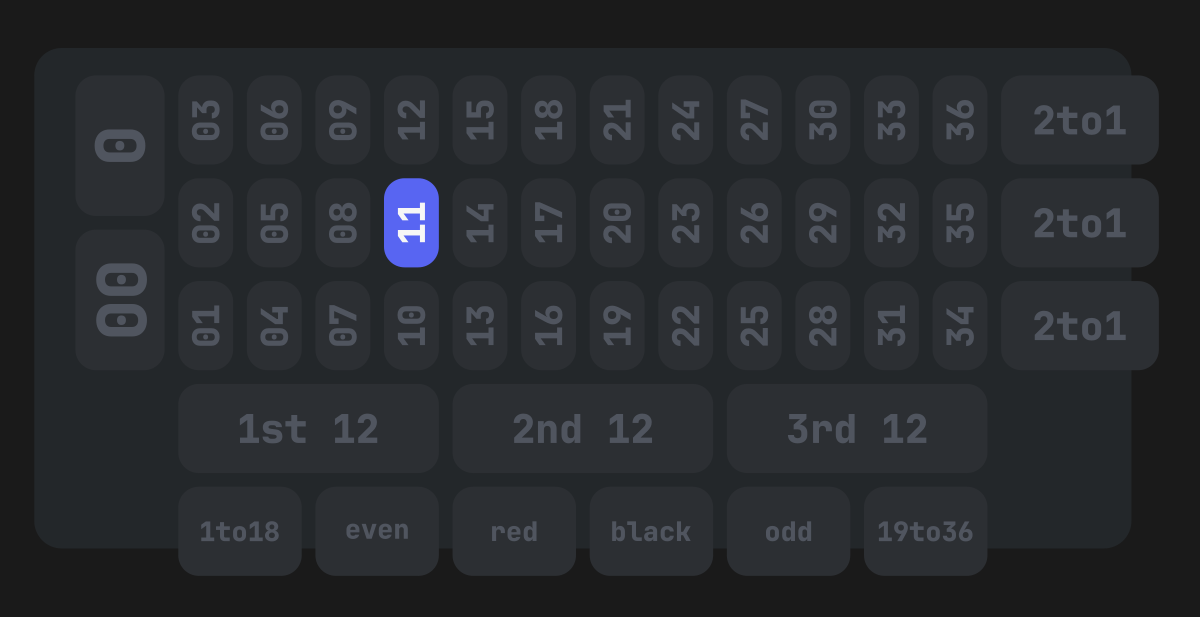 0 03 06 09 12 15 18 21 24 27 30 33 36 2to1
00 02 05 08 11 14 17 20 23 26 29 32 35 2to1
01 04 07 10 13 16 19 22 25 28 31 34 2to1
1st 12 2nd 12 3rd 12
1to18 even red black odd 19to36